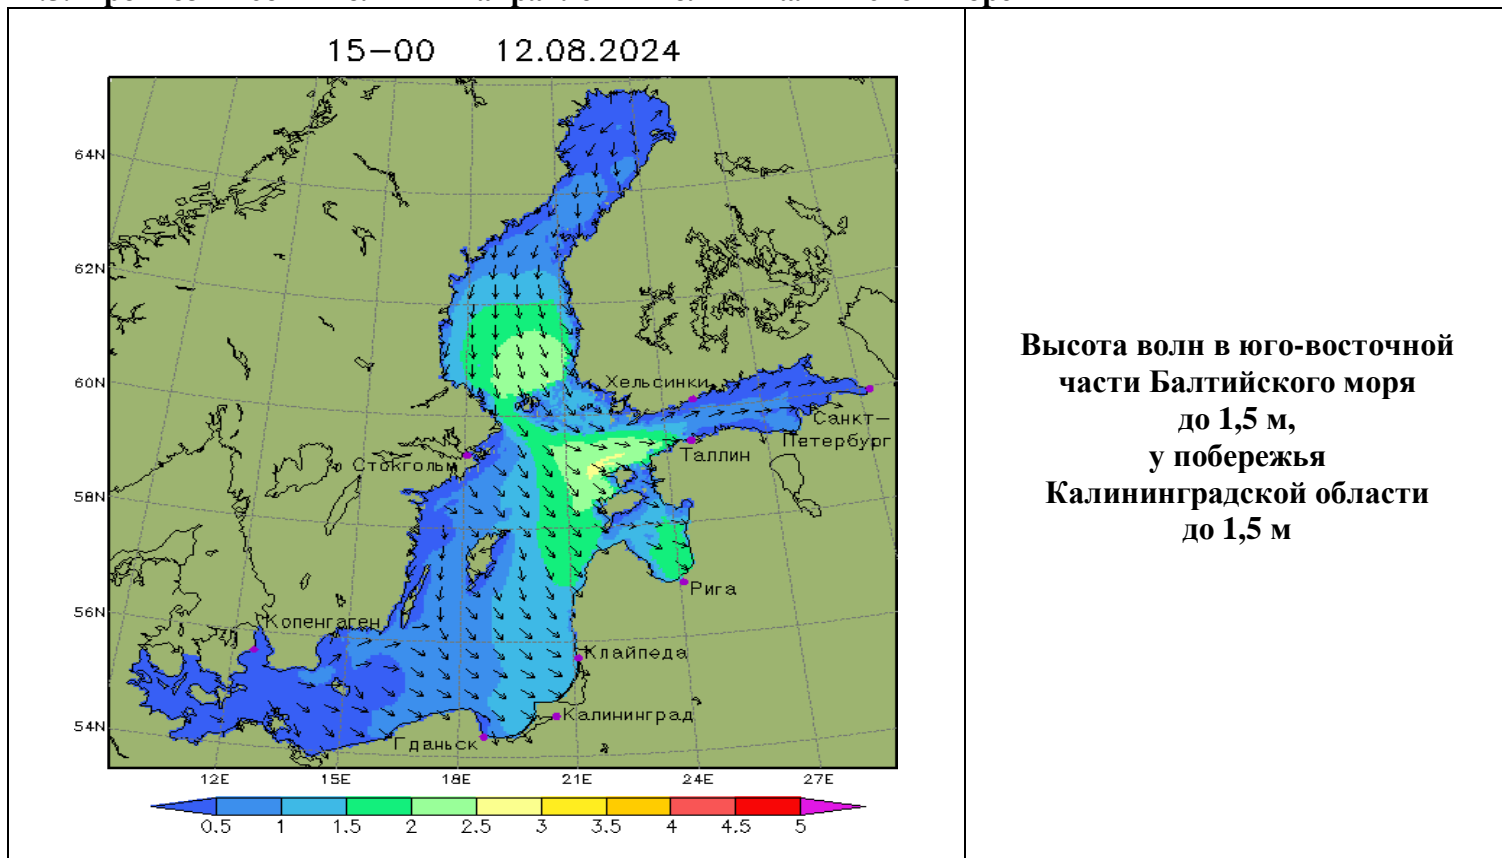 15-00 12.08.2024
64N
62N
60N
58N
56N
54N
Хельсинки
Санкт-
Петербург
Таллин
Стокгольм
Рига
Копенгаген
Клайпеда
Калининград
Гданьск
12E 15E 18E 21E 24E 27E
0.5 1 1.5 2 2.5 3 3.5 4 4.5 5
Высота волн в юго-восточной
части Балтийского моря
до 1,5 м,
у побережья
Калининградской области
до 1,5 м